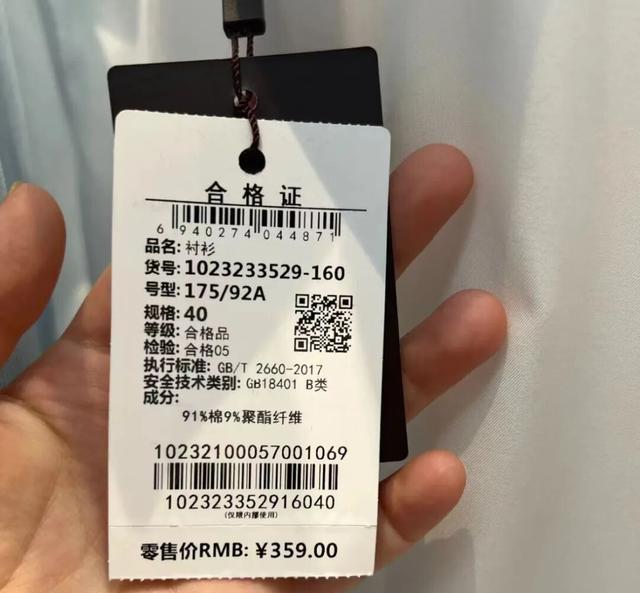 合格证
6 940274 044871
品名: 衬衫
货号: 1023233529-160
号型: 175/92A
规格: 40
等级: 合格品
检验: 合格05
执行标准: GB/T 2660-2017
安全技术类别: GB18401 B类
成分:
91%棉9%聚酯纤维
10232100057001069
102323352916040
(仅限内部使用)
零售价RMB: ¥359.00